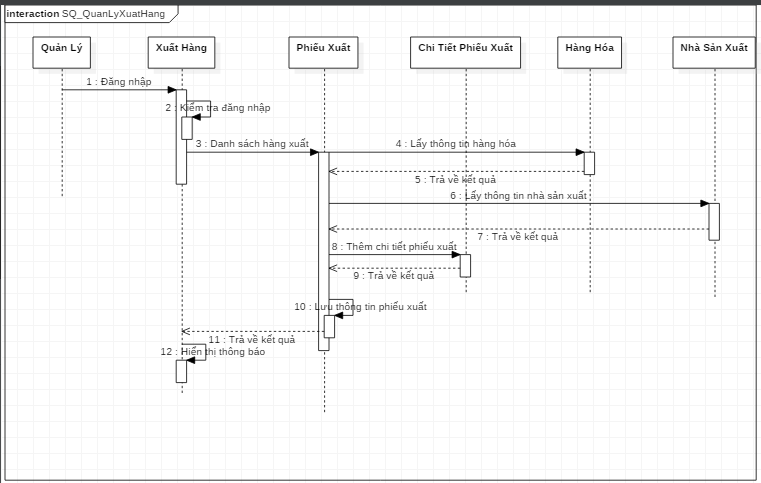 interaction SQ_QuanLyXuatHang
Quản Lý
Xuất Hàng
Phiếu Xuất
Chi Tiết Phiếu Xuất
Hàng Hóa
Nhà Sản Xuất
1 : Đăng nhập
2 : Kiểm tra đăng nhập
3 : Danh sách hàng xuất
4 : Lấy thông tin hàng hóa
5 : Trả về kết quả
6 : Lấy thông tin nhà sản xuất
7 : Trả về kết quả
8 : Thêm chi tiết phiếu xuất
9 : Trả về kết quả
10 : Lưu thông tin phiếu xuất
11 : Trả về kết quả
12 : Hiển thị thông báo